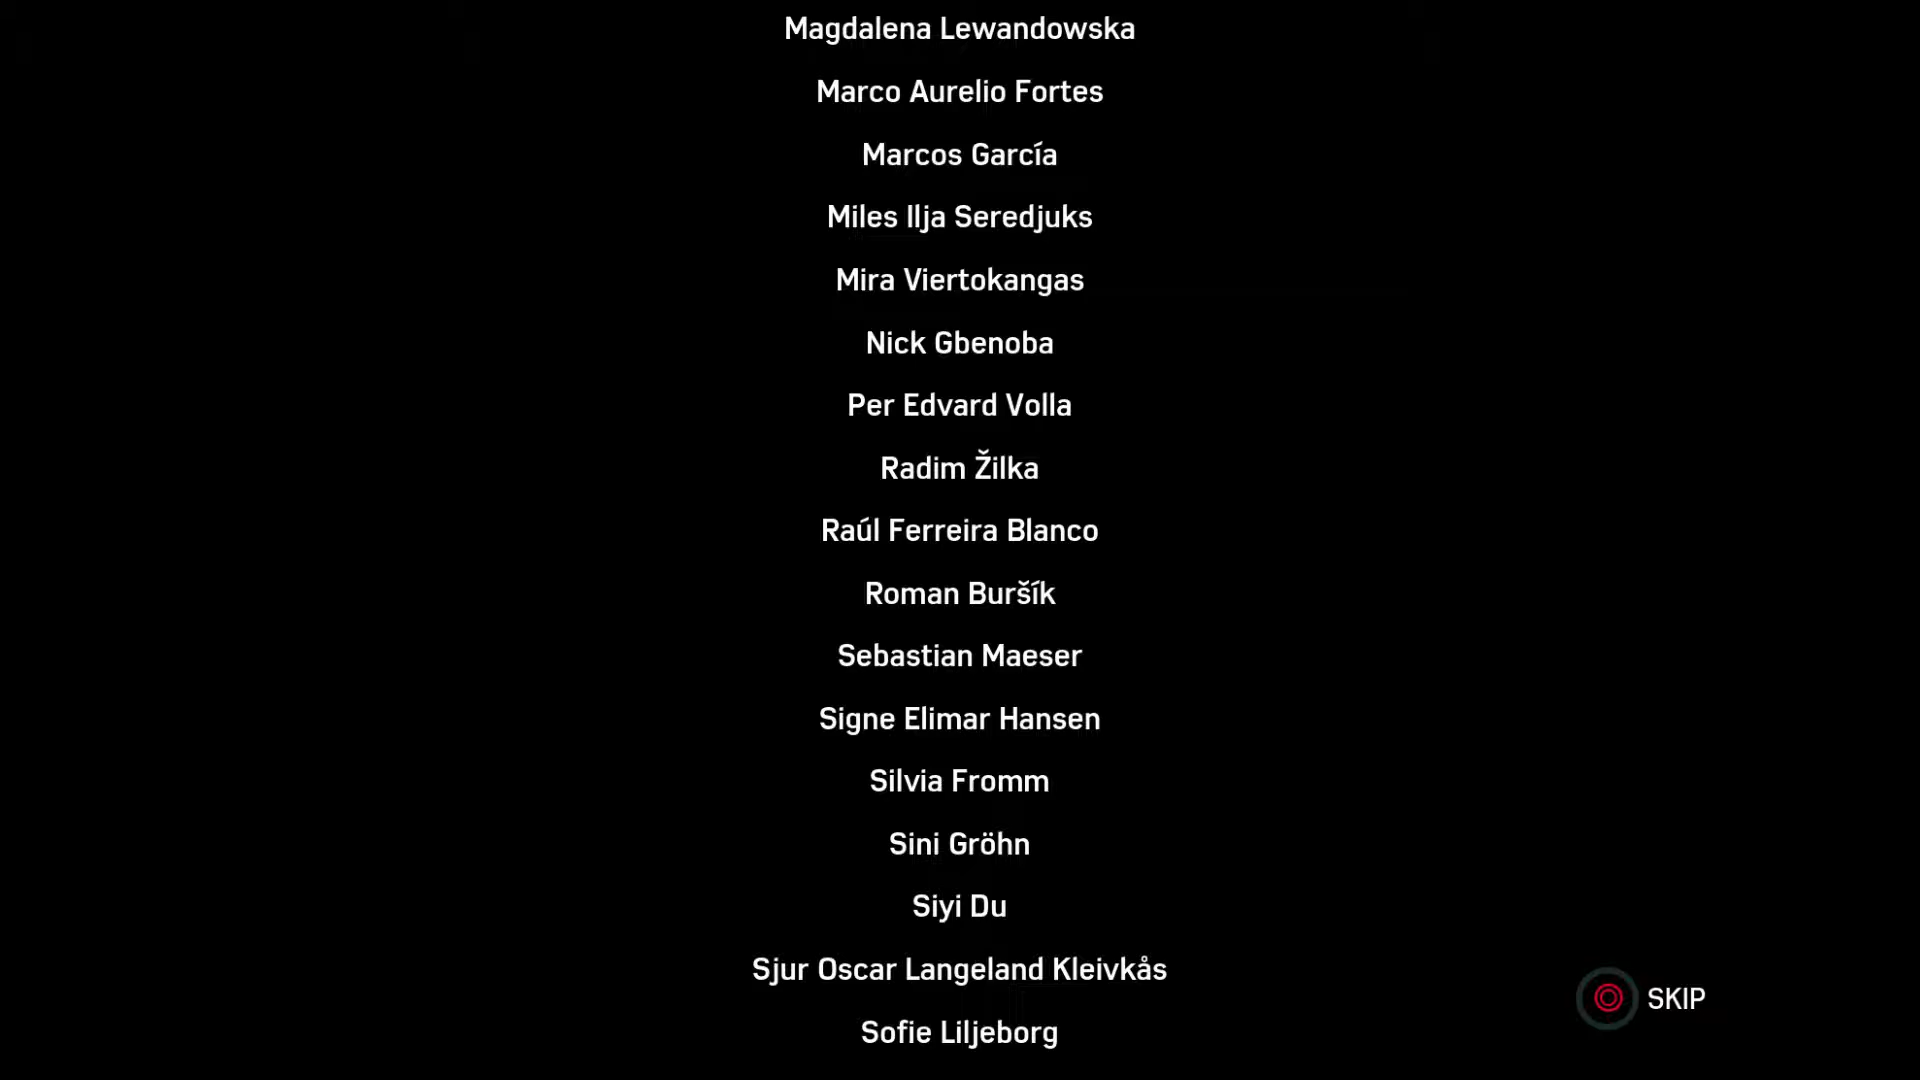 Magdalena Lewandowska
Marco Aurelio Fortes
Marcos García
Miles Ilja Seredjuks
Mira Viertokangas
Nick Gbenoba
Per Edvard Volla
Radim Žilka
Raúl Ferreira Blanco
Roman Buršík
Sebastian Maeser
Signe Elimar Hansen
Silvia Fromm
Sini Gröhn
Siyi Du
Sjur Oscar Langeland Kleivkås
Sofie Liljeborg
SKIP